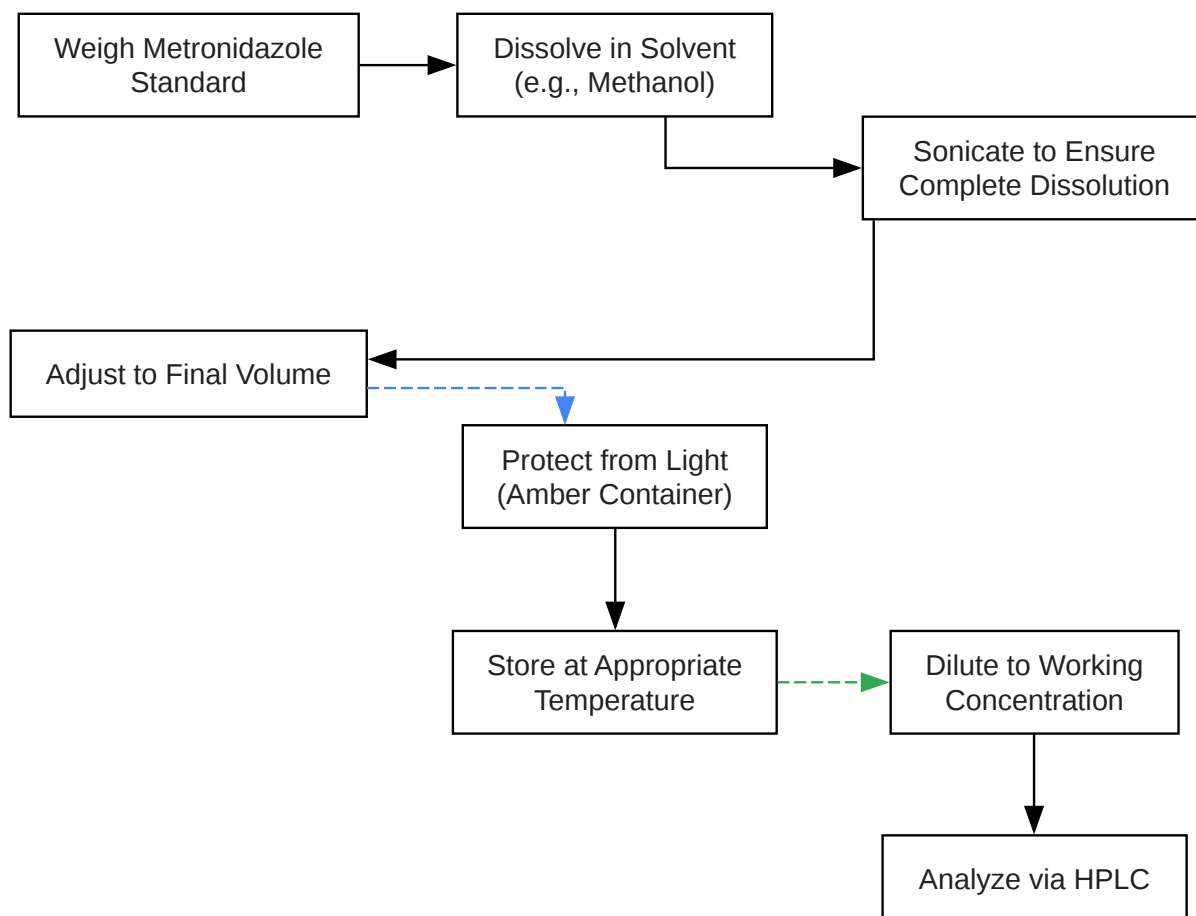 Weigh Metronidazole
Standard
Dissolve in Solvent
(e.g., Methanol)
Sonicate to Ensure
Complete Dissolution
Adjust to Final Volume
Protect from Light
(Amber Container)
Store at Appropriate
Temperature
Dilute to Working
Concentration
Analyze via HPLC